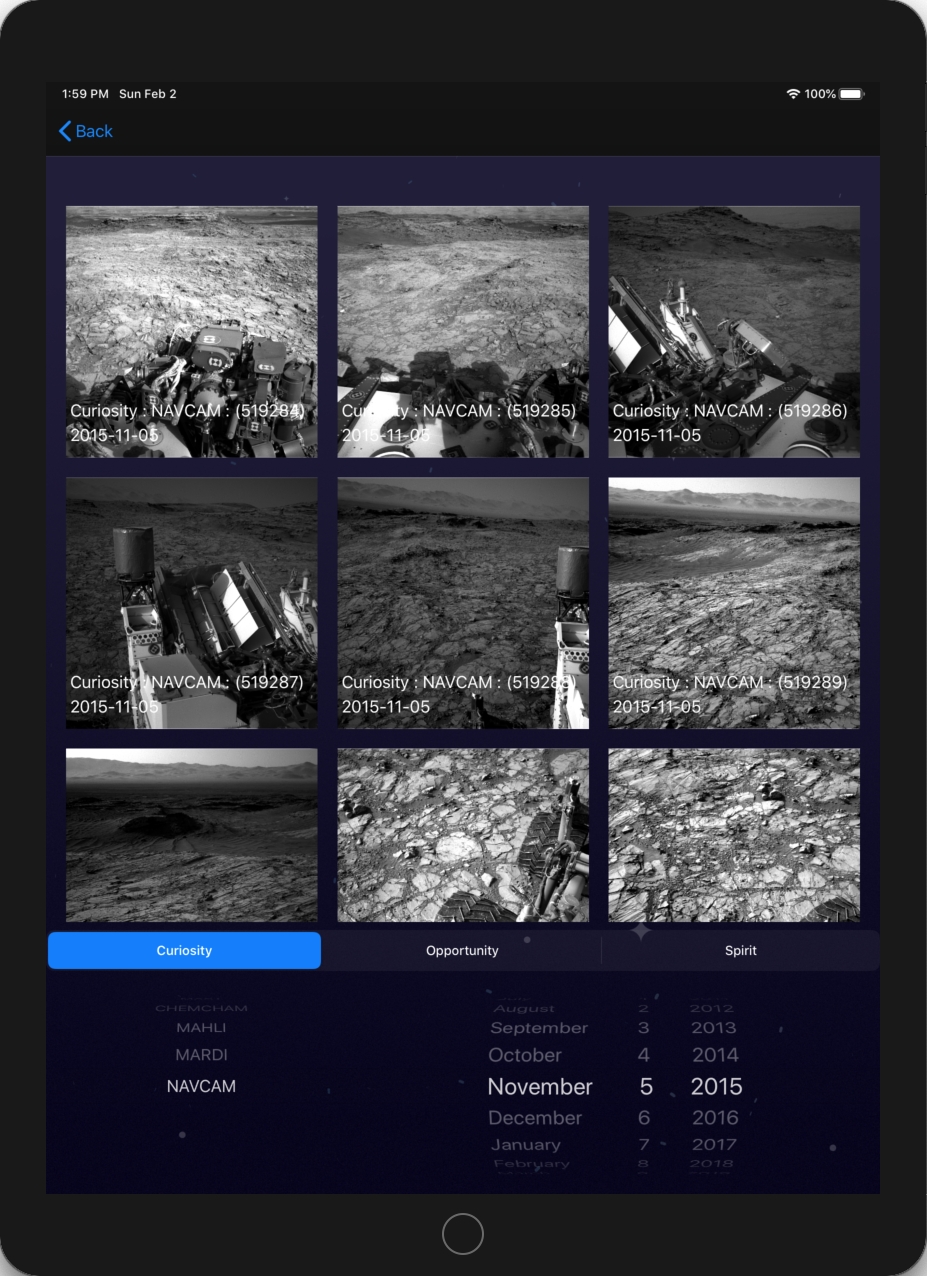 1:59 PM Sun Feb 2
100%
Back
Curiosity : NAVCAM : (519284)
2015-11-05
Curiosity : NAVCAM : (519285)
2015-11-05
Curiosity : NAVCAM : (519286)
2015-11-05
Curiosity : NAVCAM : (519287)
2015-11-05
Curiosity : NAVCAM : (519288)
2015-11-05
Curiosity : NAVCAM : (519289)
2015-11-05
Curiosity
Opportunity
Spirit
CHEMCHAM
MAHLI
MARDI
NAVCAM
August 2 2012
September 3 2013
October 4 2014
November 5 2015
December 6 2016
January 7 2017
February 8 2018